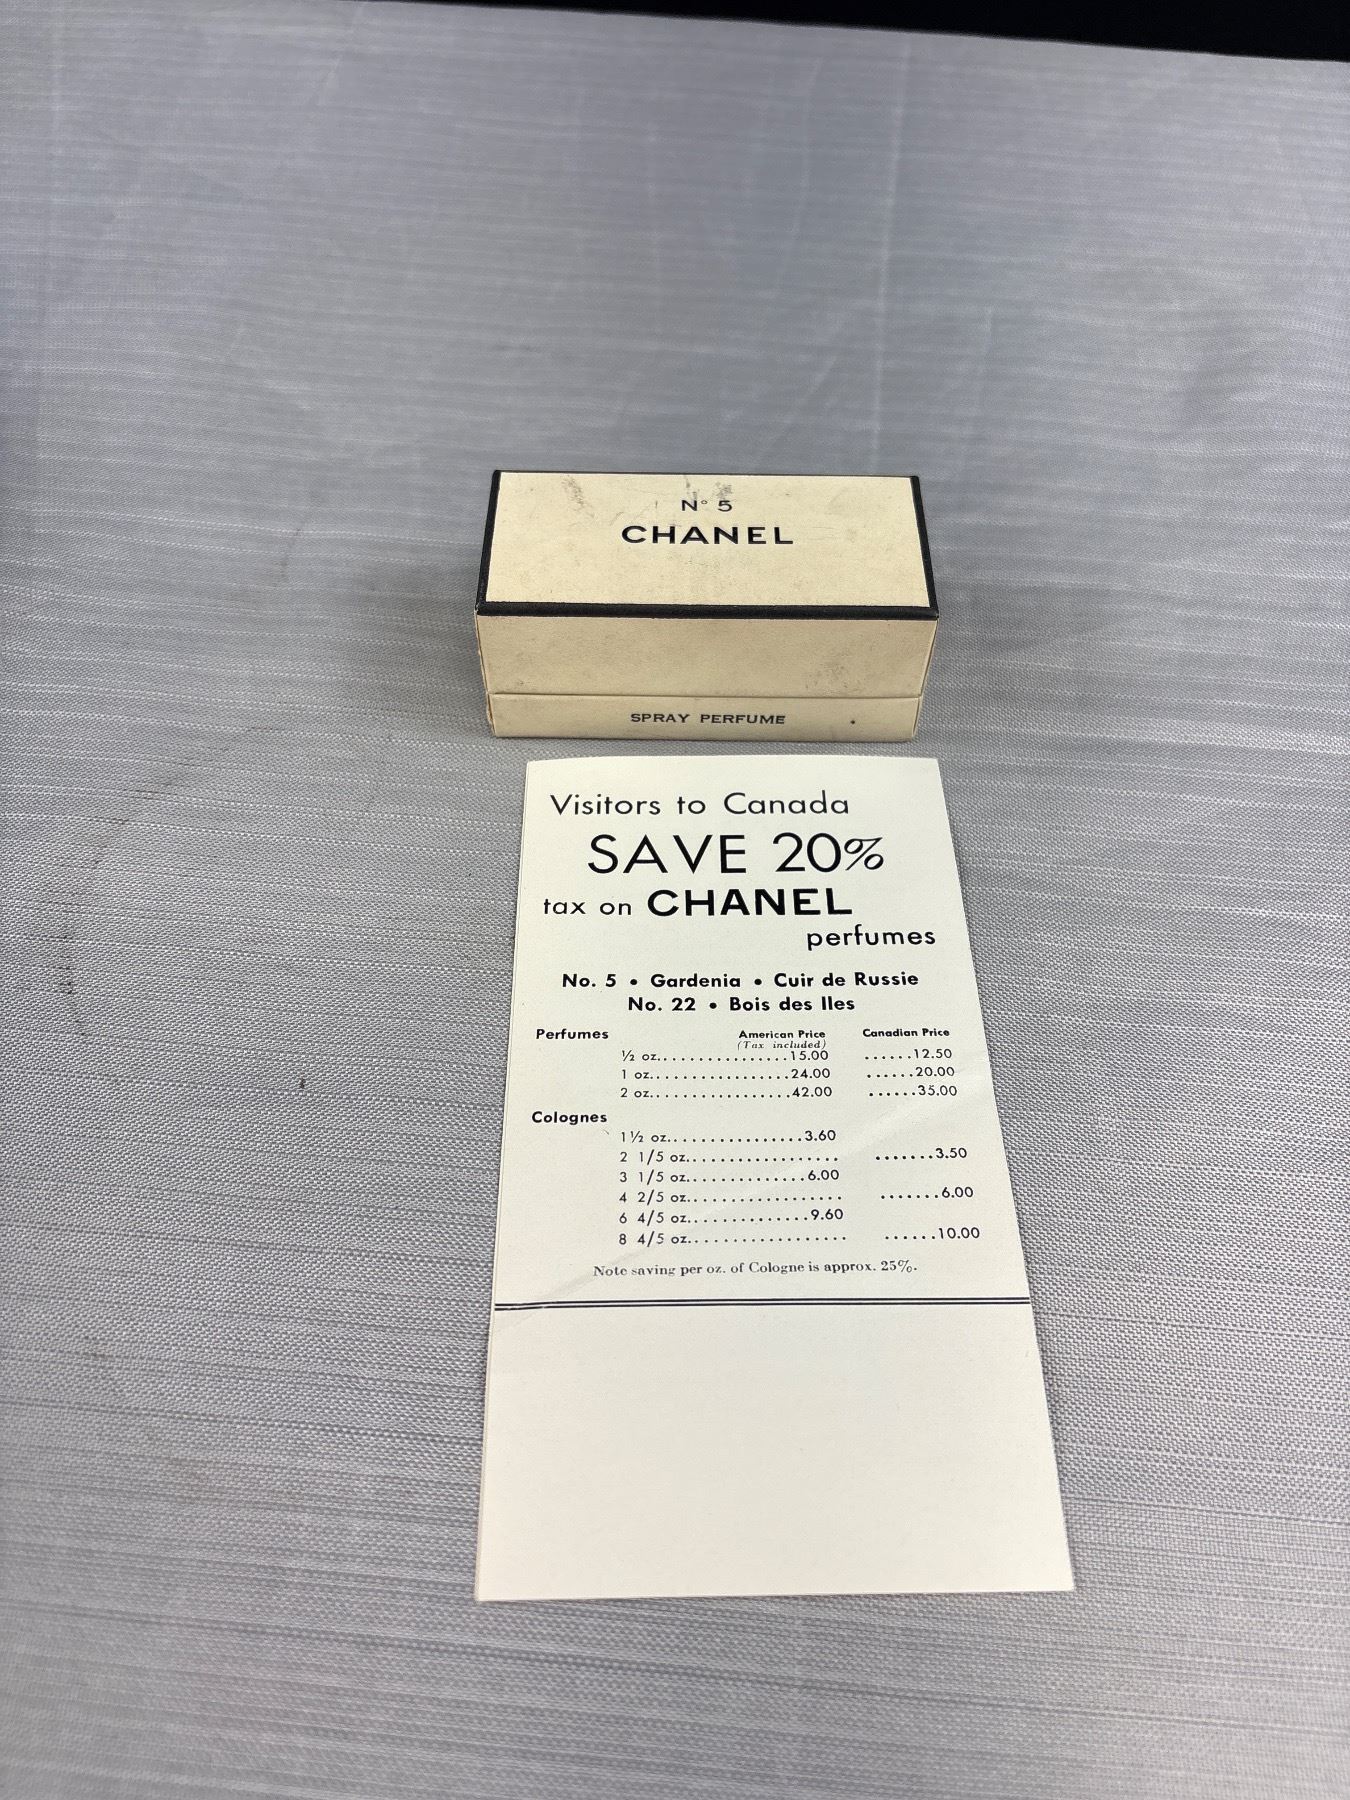 N° 5
CHANEL
SPRAY PERFUME
Visitors to Canada
SAVE 20%
tax on CHANEL
perfumes
No. 5 • Gardenia • Cuir de Russie
No. 22 • Bois des Iles
Perfumes American Price Canadian Price
(Tax included)
½ oz................15.00 ......12.50
1 oz.................24.00 ......20.00
2 oz.................42.00 ......35.00
Colognes
1½ oz................3.60
2 1/5 oz.................. .......3.50
3 1/5 oz..............6.00
4 2/5 oz.................. .......6.00
6 4/5 oz..............9.60
8 4/5 oz.................. ......10.00
Note saving per oz. of Cologne is approx. 25%.